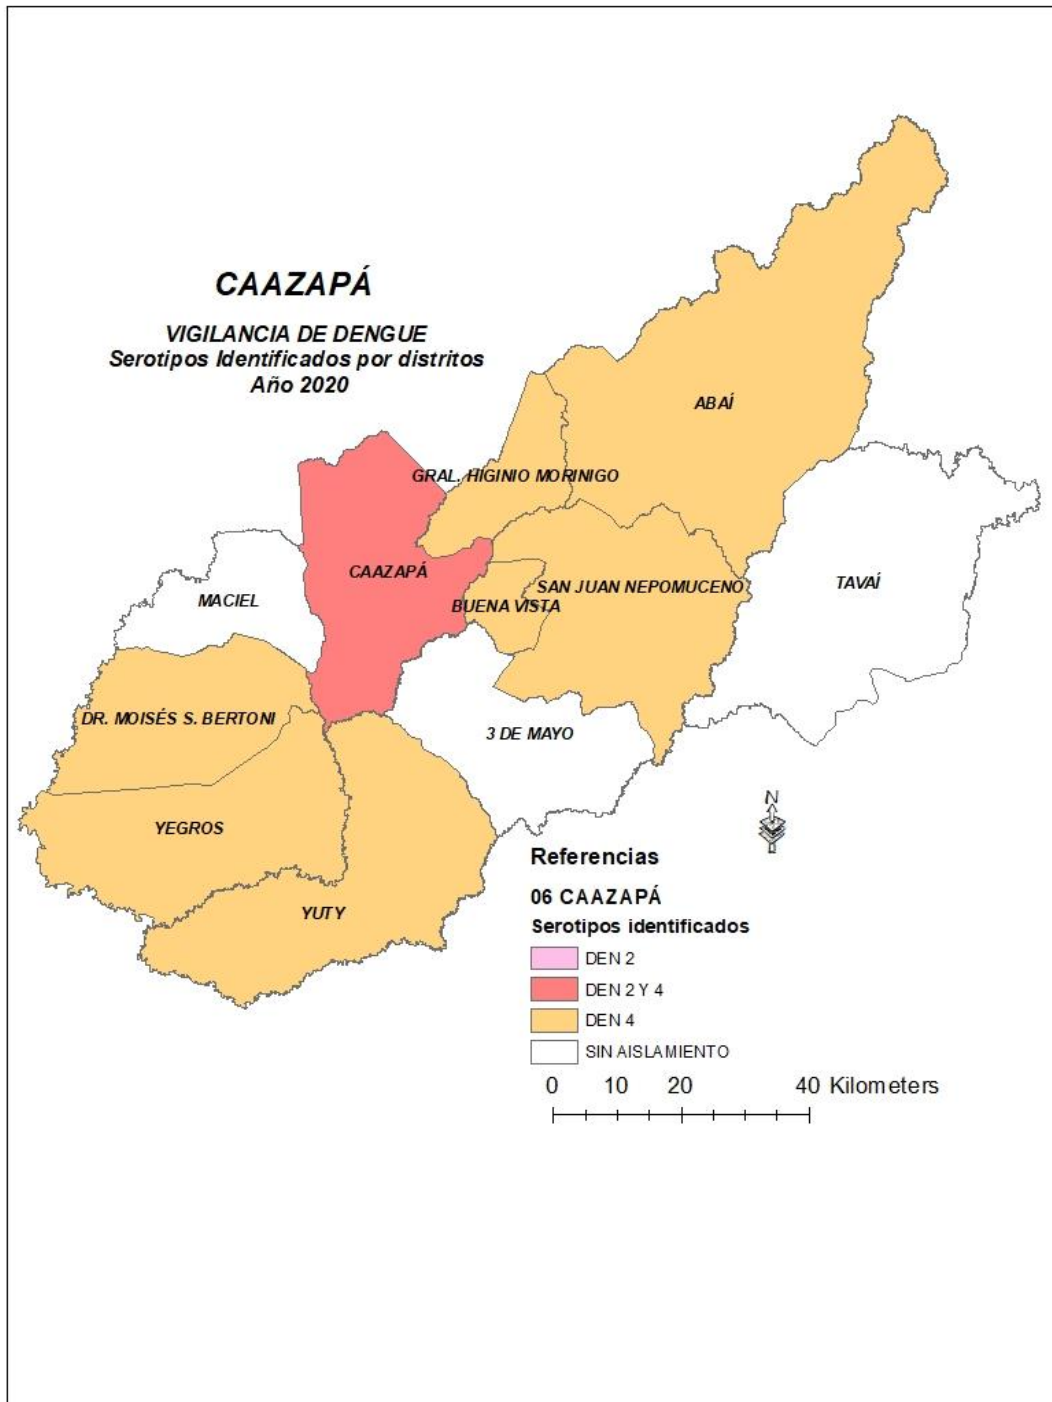 CAAZAPÁ
VIGILANCIA DE DENGUE
Serotipos Identificados por distritos
Año 2020
ABAÍ
GRAL. HIGINIO MORINIGO
CAAZAPÁ
SAN JUAN NEPOMUCENO
TAVAÍ
MACIEL
BUENA VISTA
DR. MOISÉS S. BERTONI
3 DE MAYO
YEGROS
YUTY
N
Referencias
06 CAAZAPÁ
Serotipos identificados
DEN 2
DEN 2 Y 4
DEN 4
SIN AISLAMIENTO
0 10 20 40 Kilometers